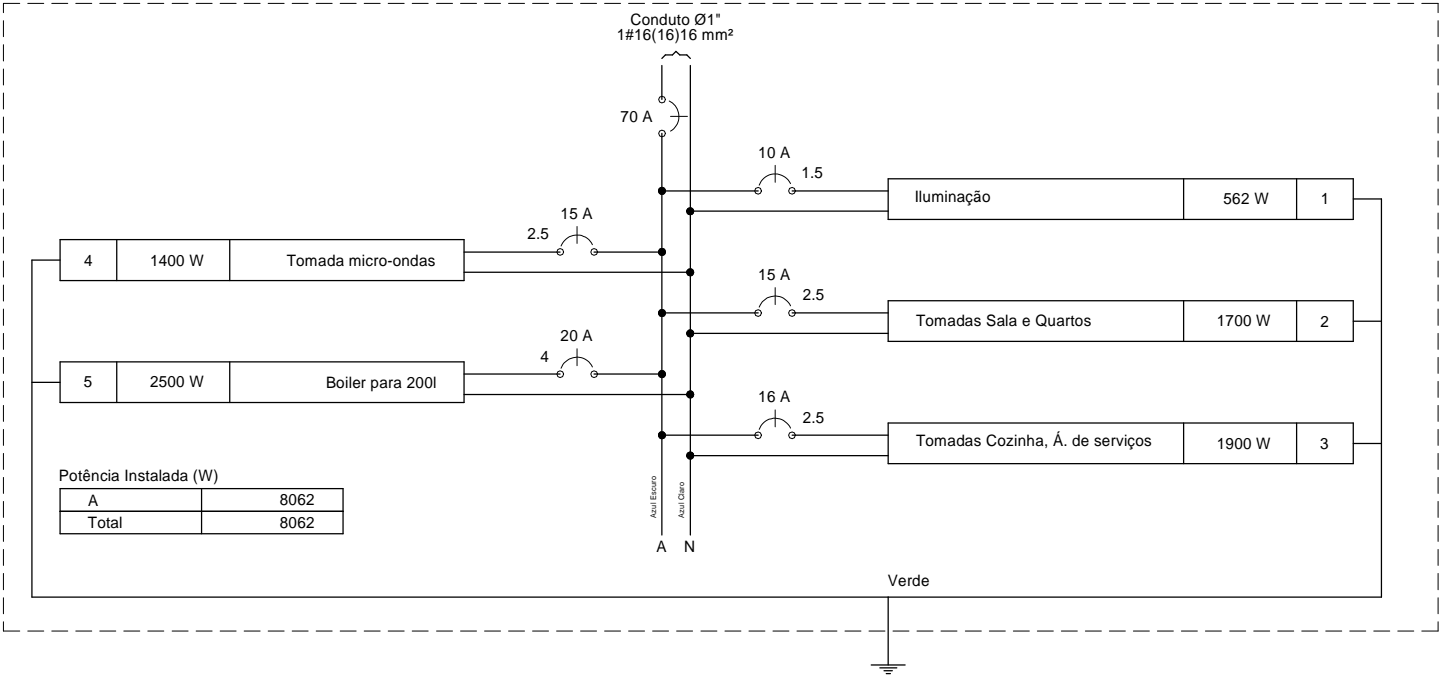 Conduto Ø1"
1#16(16)16 mm²
70 A
10 A
1.5
Iluminação 562 W 1
15 A
2.5
4 1400 W Tomada micro-ondas
15 A
2.5
Tomadas Sala e Quartos 1700 W 2
20 A
4
5 2500 W Boiler para 200l
16 A
2.5
Tomadas Cozinha, Á. de serviços 1900 W 3
Potência Instalada (W)
A 8062
Total 8062
Azul Escuro
Azul Claro
A N
Verde